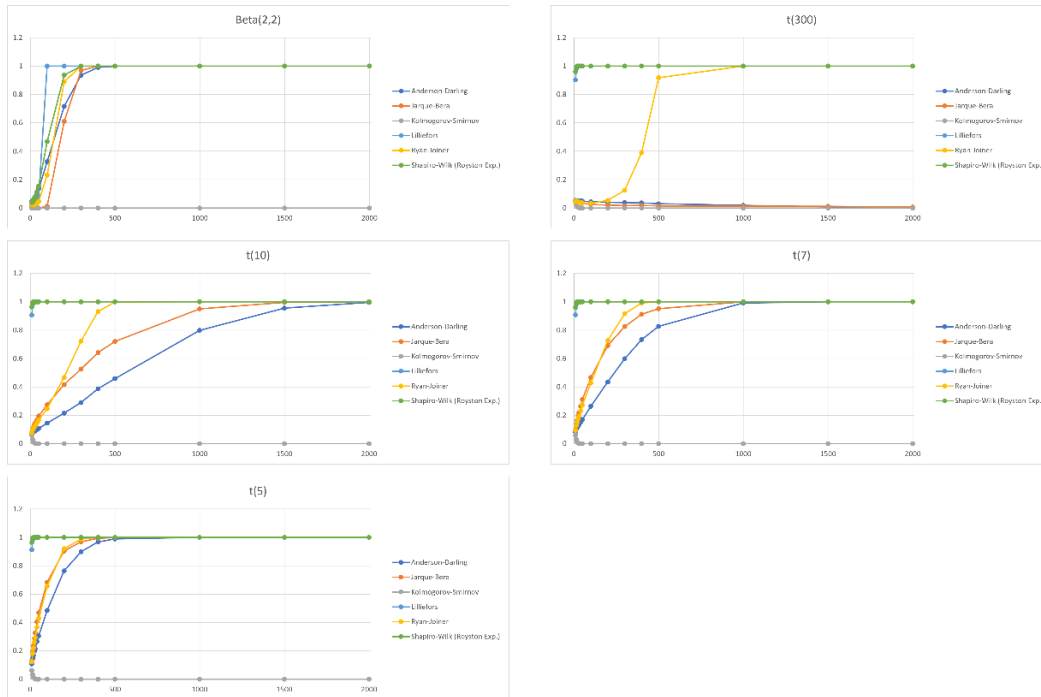 Beta(2,2)
1.2
1
0.8
0.6
0.4
0.2
0
500
1000
1500
2000
Anderson-Darling
Jarque-Bera
Kolmogorov-Smirnov
Lilliefors
Ryan-Joiner
Shapiro-Wilk (Royston Exp.)
t(300)
1.2
1
0.8
0.6
0.4
0.2
0
0
500
1000
1500
2000
Anderson-Darling
Jarque-Bera
Kolmogorov-Smirnov
Lilliefors
Ryan-Joiner
Shapiro-Wilk (Royston Exp.)
t(10)
1.2
1
0.8
0.6
0.4
0.2
0
0
500
1000
1500
2000
Anderson-Darling
Jarque-Bera
Kolmogorov-Smirnov
Lilliefors
Ryan-Joiner
Shapiro-Wilk (Royston Exp.)
t(7)
1.2
1
0.8
0.6
0.4
0.2
0
0
500
1000
1500
2000
Anderson-Darling
Jarque-Bera
Kolmogorov-Smirnov
Lilliefors
Ryan-Joiner
Shapiro-Wilk (Royston Exp.)
t(5)
1.2
1
0.8
0.6
0.4
0.2
0
0
500
1000
1500
2000
Anderson-Darling
Jarque-Bera
Kolmogorov-Smirnov
Lilliefors
Ryan-Joiner
Shapiro-Wilk (Royston Exp.)